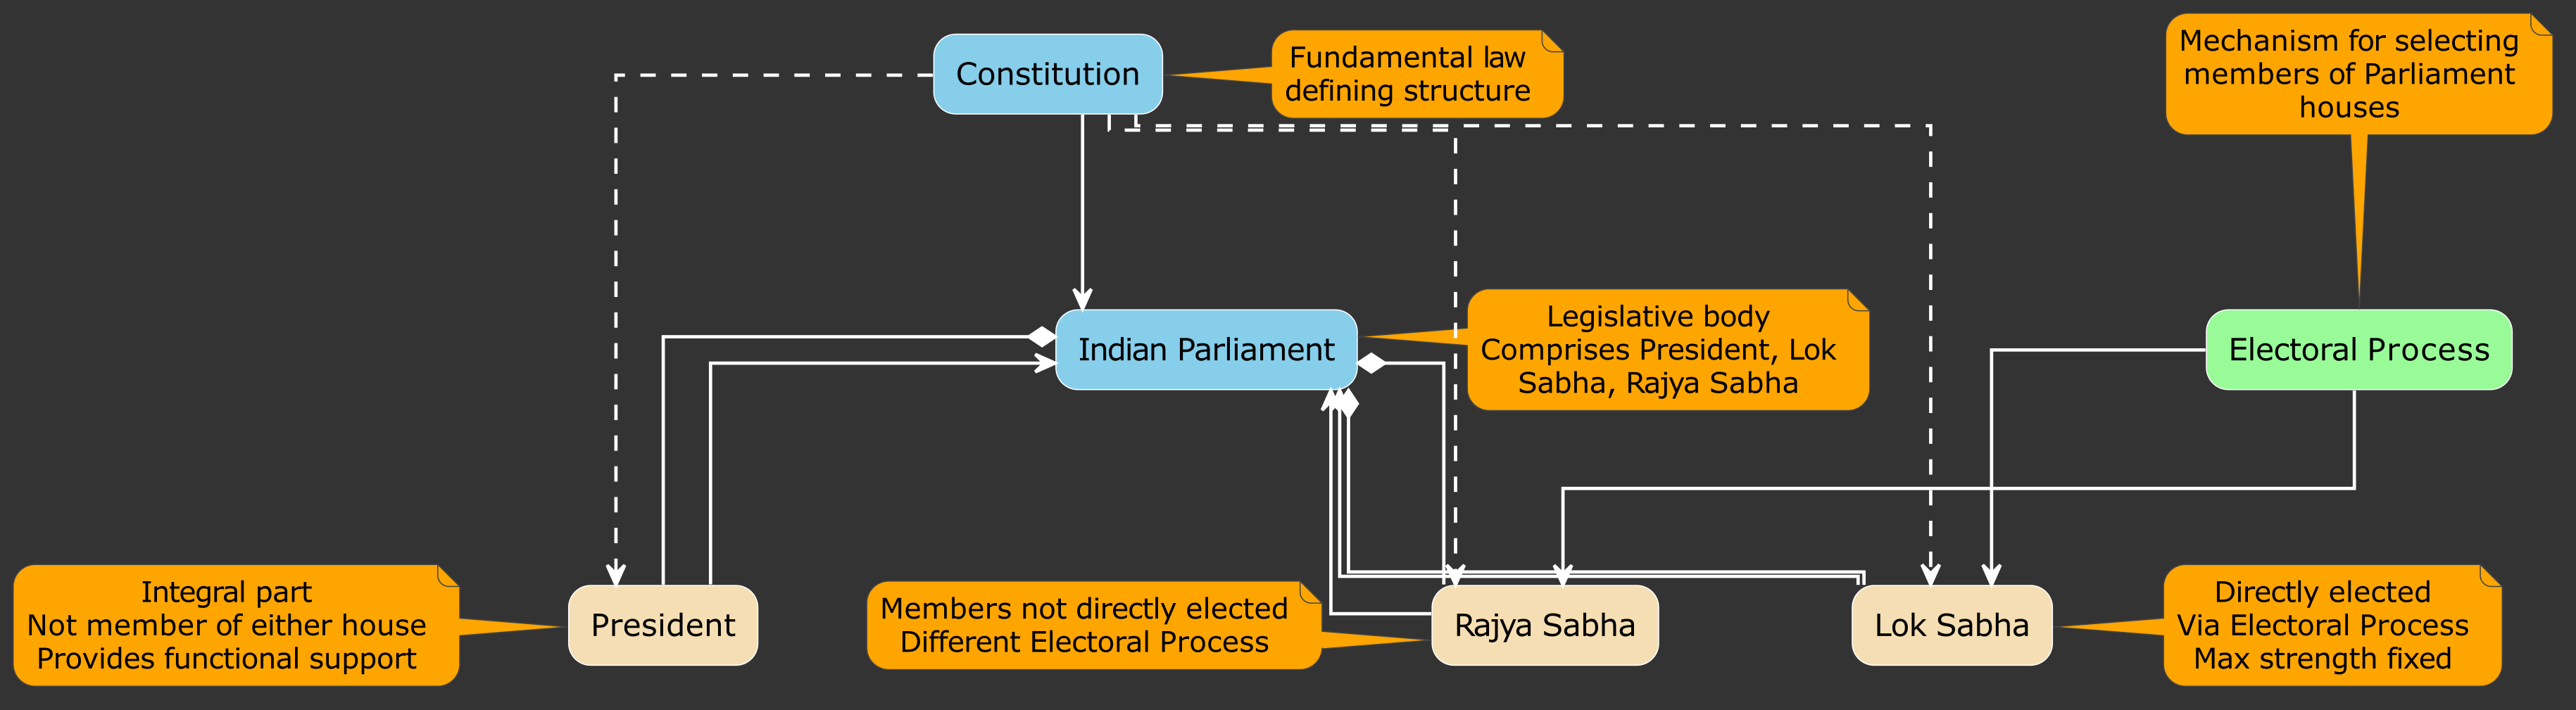 Constitution
Fundamental law
defining structure
Mechanism for selecting
members of Parliament
houses
Indian Parliament
Legislative body
Comprises President, Lok
Sabha, Rajya Sabha
Electoral Process
Integral part
Not member of either house
Provides functional support
President
Members not directly elected
Different Electoral Process
Rajya Sabha
Lok Sabha
Directly elected
Via Electoral Process
Max strength fixed